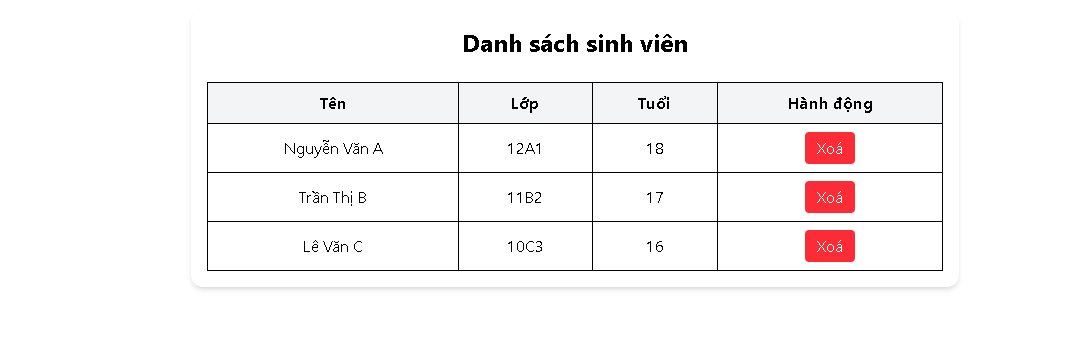 Danh sách sinh viên
Tên Lớp Tuổi Hành động
Nguyễn Văn A 12A1 18 Xoá
Trần Thị B 11B2 17 Xoá
Lê Văn C 10C3 16 Xoá